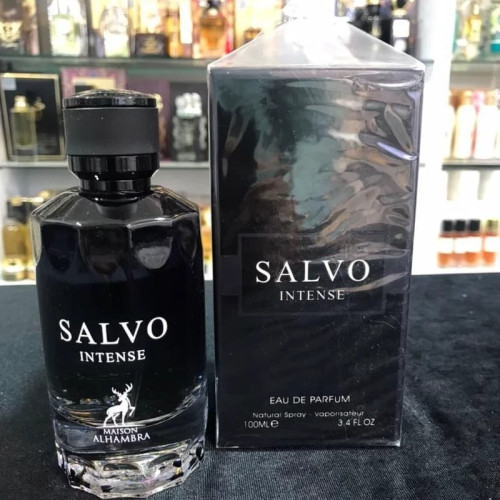 SALVO
INTENSE
MAISON
ALHAMBRA
SALVO
INTENSE
EAU DE PARFUM
Natural Spray - Vaporisateur
100ML e 3.4 FL OZ